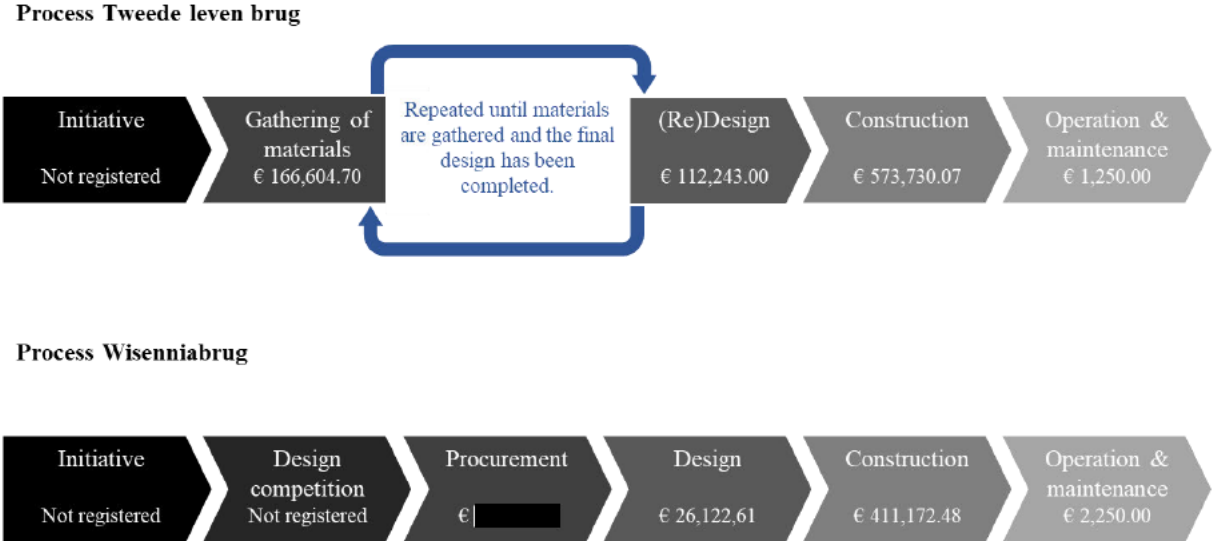 Process Tweede leven brug
Initiative
Not registered
Gathering of
materials
€ 166,604.70
Repeated until materials
are gathered and the final
design has been
completed.
(Re)Design
€ 112,243.00
Construction
€ 573,730.07
Operation &
maintenance
€ 1,250.00
Process Wisenniabrug
Initiative
Not registered
Design
competition
Not registered
Procurement
€
Design
€ 26,122,61
Construction
€ 411,172.48
Operation &
maintenance
€ 2,250.00